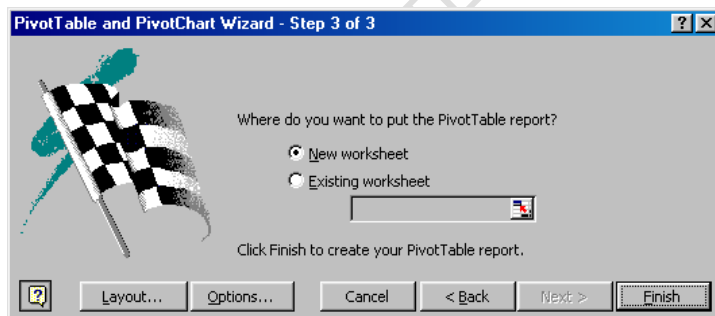 PivotTable and PivotChart Wizard - Step 3 of 3
Where do you want to put the PivotTable report?
New worksheet
Existing worksheet
Click Finish to create your PivotTable report.
Layout... Options... Cancel < Back Next > Finish